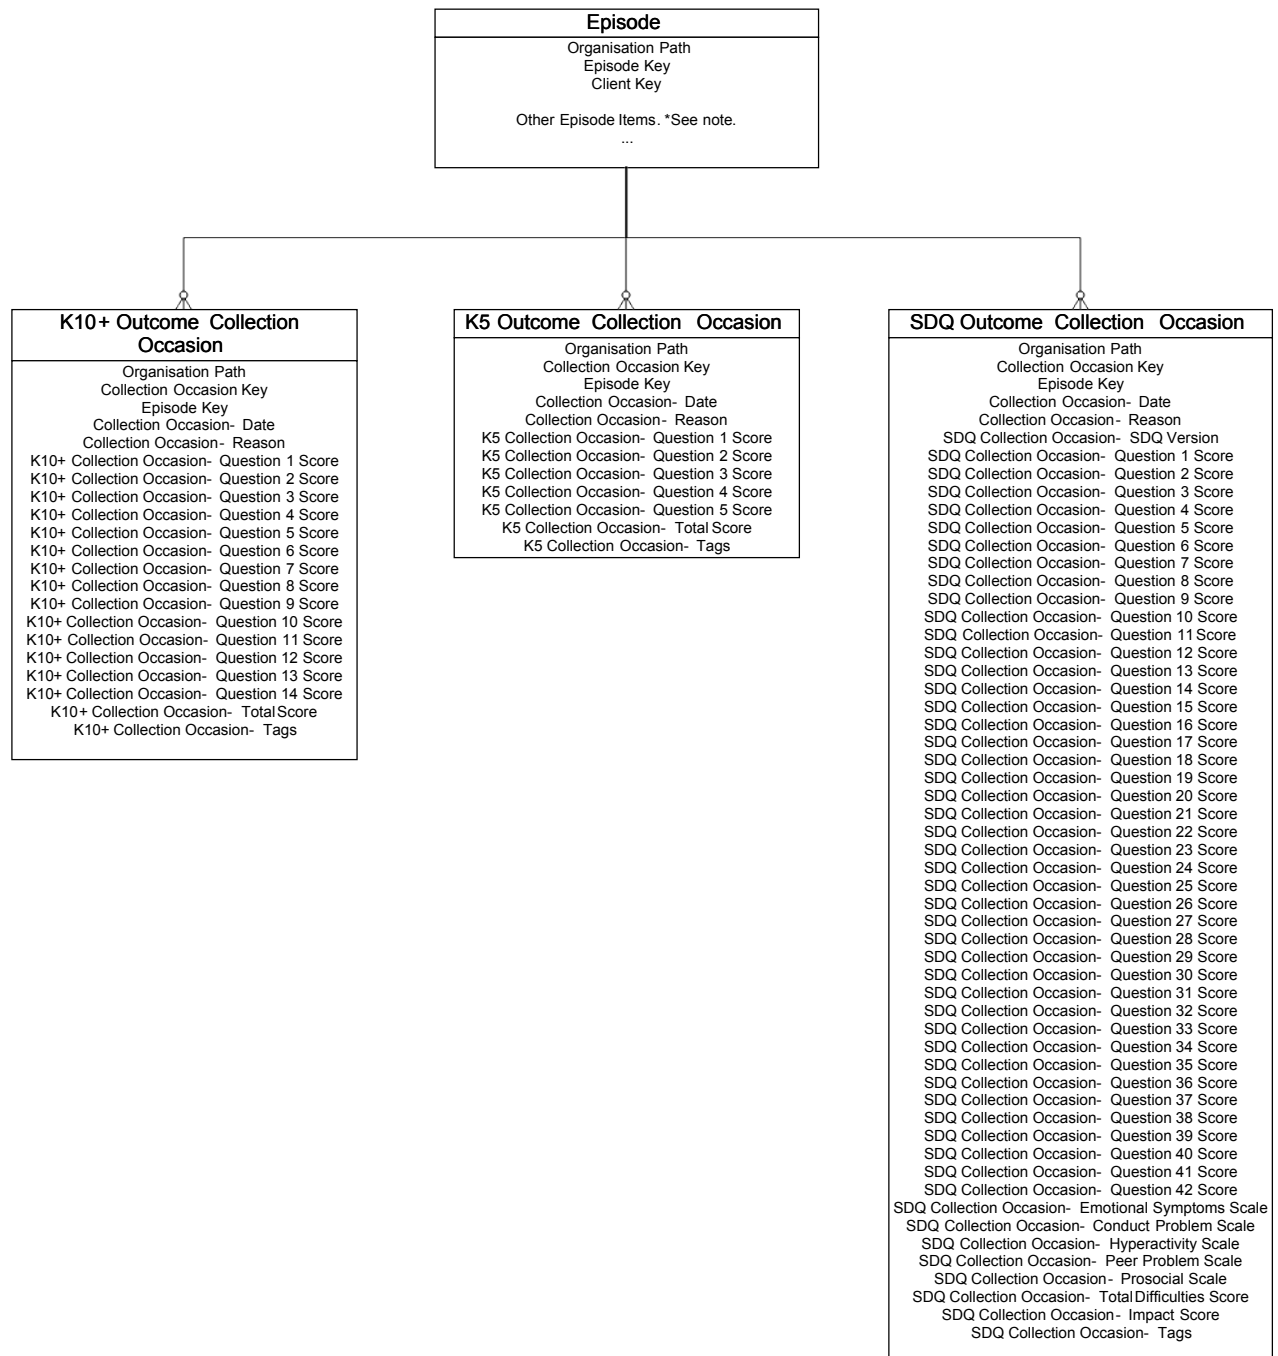 Episode
Organisation Path
Episode Key
Client Key
Other Episode Items. *See note.
...
K10+ Outcome Collection
Occasion
Organisation Path
Collection Occasion Key
Episode Key
Collection Occasion- Date
Collection Occasion- Reason
K10+ Collection Occasion- Question 1 Score
K10+ Collection Occasion- Question 2 Score
K10+ Collection Occasion- Question 3 Score
K10+ Collection Occasion- Question 4 Score
K10+ Collection Occasion- Question 5 Score
K10+ Collection Occasion- Question 6 Score
K10+ Collection Occasion- Question 7 Score
K10+ Collection Occasion- Question 8 Score
K10+ Collection Occasion- Question 9 Score
K10+ Collection Occasion- Question 10 Score
K10+ Collection Occasion- Question 11 Score
K10+ Collection Occasion- Question 12 Score
K10+ Collection Occasion- Question 13 Score
K10+ Collection Occasion- Question 14 Score
K10+ Collection Occasion- Total Score
K10+ Collection Occasion- Tags
K5 Outcome Collection Occasion
Organisation Path
Collection Occasion Key
Episode Key
Collection Occasion- Date
Collection Occasion- Reason
K5 Collection Occasion- Question 1 Score
K5 Collection Occasion- Question 2 Score
K5 Collection Occasion- Question 3 Score
K5 Collection Occasion- Question 4 Score
K5 Collection Occasion- Question 5 Score
K5 Collection Occasion- Total Score
K5 Collection Occasion- Tags
SDQ Outcome Collection Occasion
Organisation Path
Collection Occasion Key
Episode Key
Collection Occasion- Date
Collection Occasion- Reason
SDQ Collection Occasion- SDQ Version
SDQ Collection Occasion- Question 1 Score
SDQ Collection Occasion- Question 2 Score
SDQ Collection Occasion- Question 3 Score
SDQ Collection Occasion- Question 4 Score
SDQ Collection Occasion- Question 5 Score
SDQ Collection Occasion- Question 6 Score
SDQ Collection Occasion- Question 7 Score
SDQ Collection Occasion- Question 8 Score
SDQ Collection Occasion- Question 9 Score
SDQ Collection Occasion- Question 10 Score
SDQ Collection Occasion- Question 11 Score
SDQ Collection Occasion- Question 12 Score
SDQ Collection Occasion- Question 13 Score
SDQ Collection Occasion- Question 14 Score
SDQ Collection Occasion- Question 15 Score
SDQ Collection Occasion- Question 16 Score
SDQ Collection Occasion- Question 17 Score
SDQ Collection Occasion- Question 18 Score
SDQ Collection Occasion- Question 19 Score
SDQ Collection Occasion- Question 20 Score
SDQ Collection Occasion- Question 21 Score
SDQ Collection Occasion- Question 22 Score
SDQ Collection Occasion- Question 23 Score
SDQ Collection Occasion- Question 24 Score
SDQ Collection Occasion- Question 25 Score
SDQ Collection Occasion- Question 26 Score
SDQ Collection Occasion- Question 27 Score
SDQ Collection Occasion- Question 28 Score
SDQ Collection Occasion- Question 29 Score
SDQ Collection Occasion- Question 30 Score
SDQ Collection Occasion- Question 31 Score
SDQ Collection Occasion- Question 32 Score
SDQ Collection Occasion- Question 33 Score
SDQ Collection Occasion- Question 34 Score
SDQ Collection Occasion- Question 35 Score
SDQ Collection Occasion- Question 36 Score
SDQ Collection Occasion- Question 37 Score
SDQ Collection Occasion- Question 38 Score
SDQ Collection Occasion- Question 39 Score
SDQ Collection Occasion- Question 40 Score
SDQ Collection Occasion- Question 41 Score
SDQ Collection Occasion- Question 42 Score
SDQ Collection Occasion- Emotional Symptoms Scale
SDQ Collection Occasion- Conduct Problem Scale
SDQ Collection Occasion- Hyperactivity Scale
SDQ Collection Occasion- Peer Problem Scale
SDQ Collection Occasion- Prosocial Scale
SDQ Collection Occasion- Total Difficulties Score
SDQ Collection Occasion- Impact Score
SDQ Collection Occasion- Tags